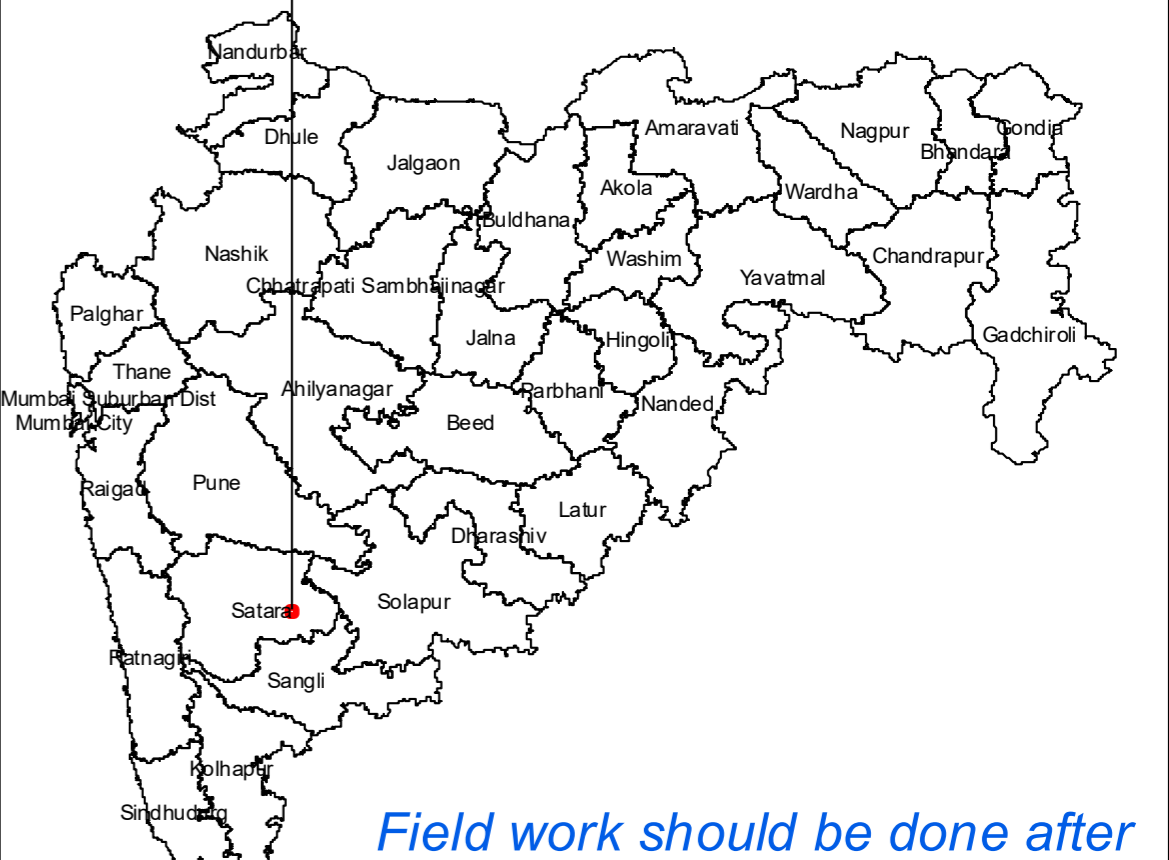 Nandurbar
Dhule
Jalgaon
Amaravati
Nagpur
Gondia
Bhandara
Akola
Wardha
Buldhana
Nashik
Washim
Chandrapur
Chhatrapati Sambhajinagar
Yavatmal
Palghar
Jalna
Hingoli
Gadchiroli
Thane
Ahilyanagar
Parbhani
Mumbai Suburban Dist
Nanded
Mumbai City
Beed
Raigad
Pune
Latur
Dharashiv
Satara
Solapur
Ratnagiri
Sangli
Kolhapur
Sindhudurg
Field work should be done after